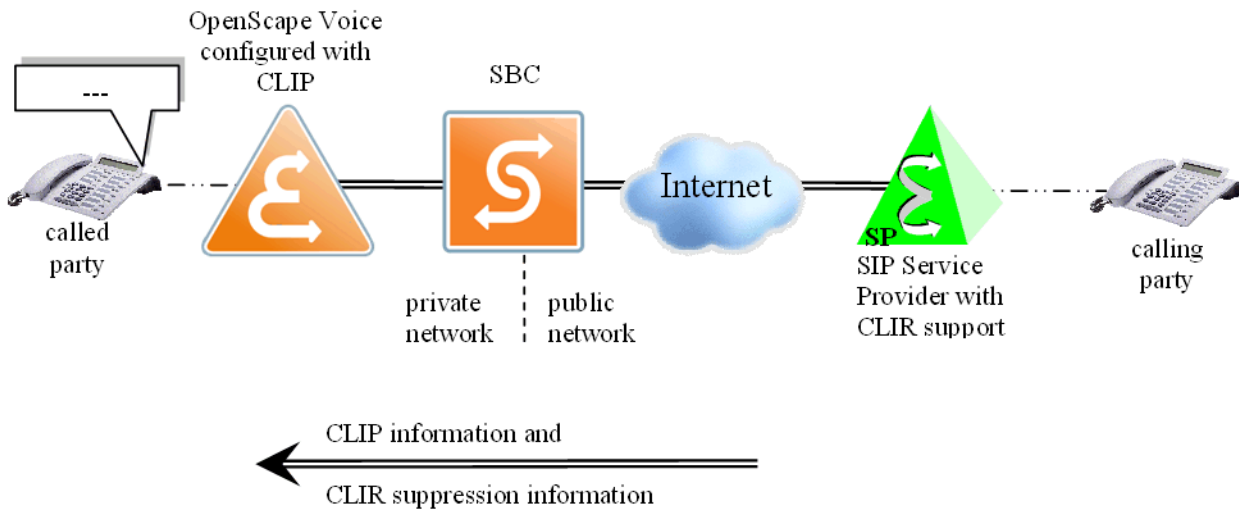 OpenScape Voice
configured with
CLIP
SBC
---
Internet
called
party
private
network
public
network
SP
SIP Service
Provider with
CLIR support
calling
party
CLIP information and
CLIR suppression information